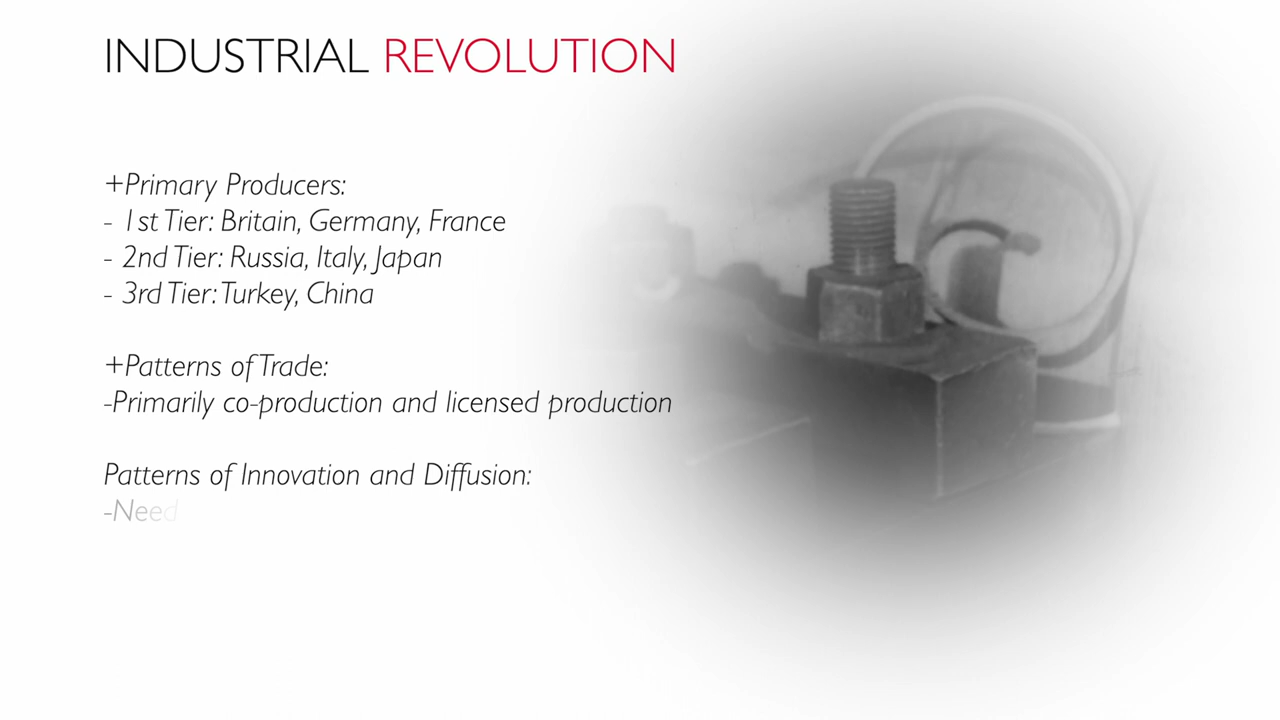 INDUSTRIAL REVOLUTION
+Primary Producers:
- 1st Tier: Britain, Germany, France
- 2nd Tier: Russia, Italy, Japan
- 3rd Tier: Turkey, China
+Patterns of Trade:
-Primarily co-production and licensed production
Patterns of Innovation and Diffusion:
-Need